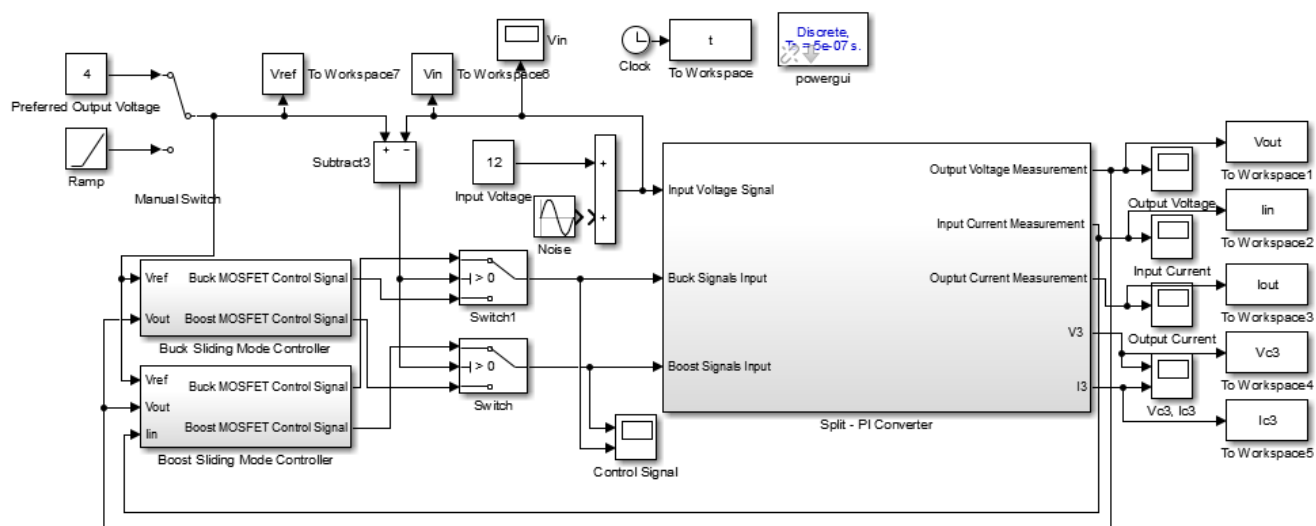 Discrete,
Ts = 5e-07 s.
powergui
t
Clock
To Workspace
Vin
4
Preferred Output Voltage
Vref
To Workspace7
Vin
To Workspace6
Ramp
Manual Switch
+ −
Subtract3
12
Input Voltage
+
+
Noise
Input Voltage Signal
Buck Signals Input
Boost Signals Input
Output Voltage Measurement
Input Current Measurement
Ouptut Current Measurement
V3
I3
Split - PI Converter
Vout
To Workspace1
Output Voltage
Iin
To Workspace2
Input Current
Iout
To Workspace3
Output Current
Vc3
To Workspace4
Vc3, Ic3
Ic3
To Workspace5
Vref
Vout
Buck MOSFET Control Signal
Boost MOSFET Control Signal
Buck Sliding Mode Controller
Vref
Vout
Iin
Buck MOSFET Control Signal
Boost MOSFET Control Signal
Boost Sliding Mode Controller
> 0
Switch1
> 0
Switch
Control Signal